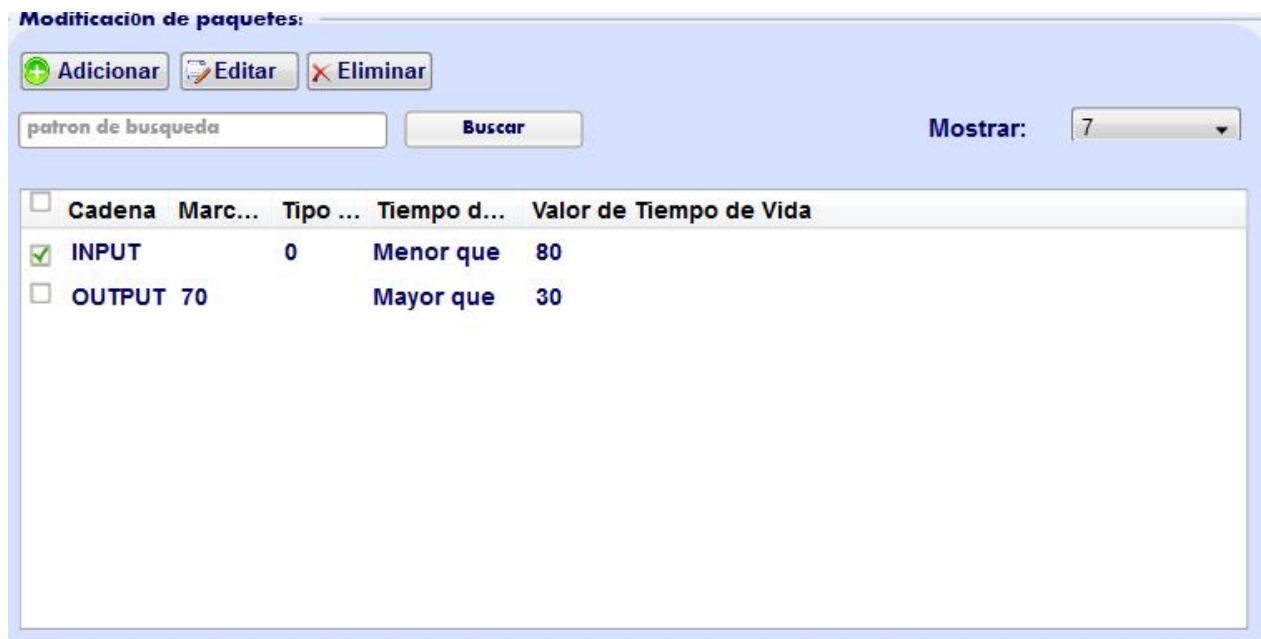 Modificación de paquetes:
Adicionar Editar Eliminar
patron de busqueda Buscar Mostrar: 7
Cadena Marc... Tipo ... Tiempo d... Valor de Tiempo de Vida
INPUT 0 Menor que 80
OUTPUT 70 Mayor que 30